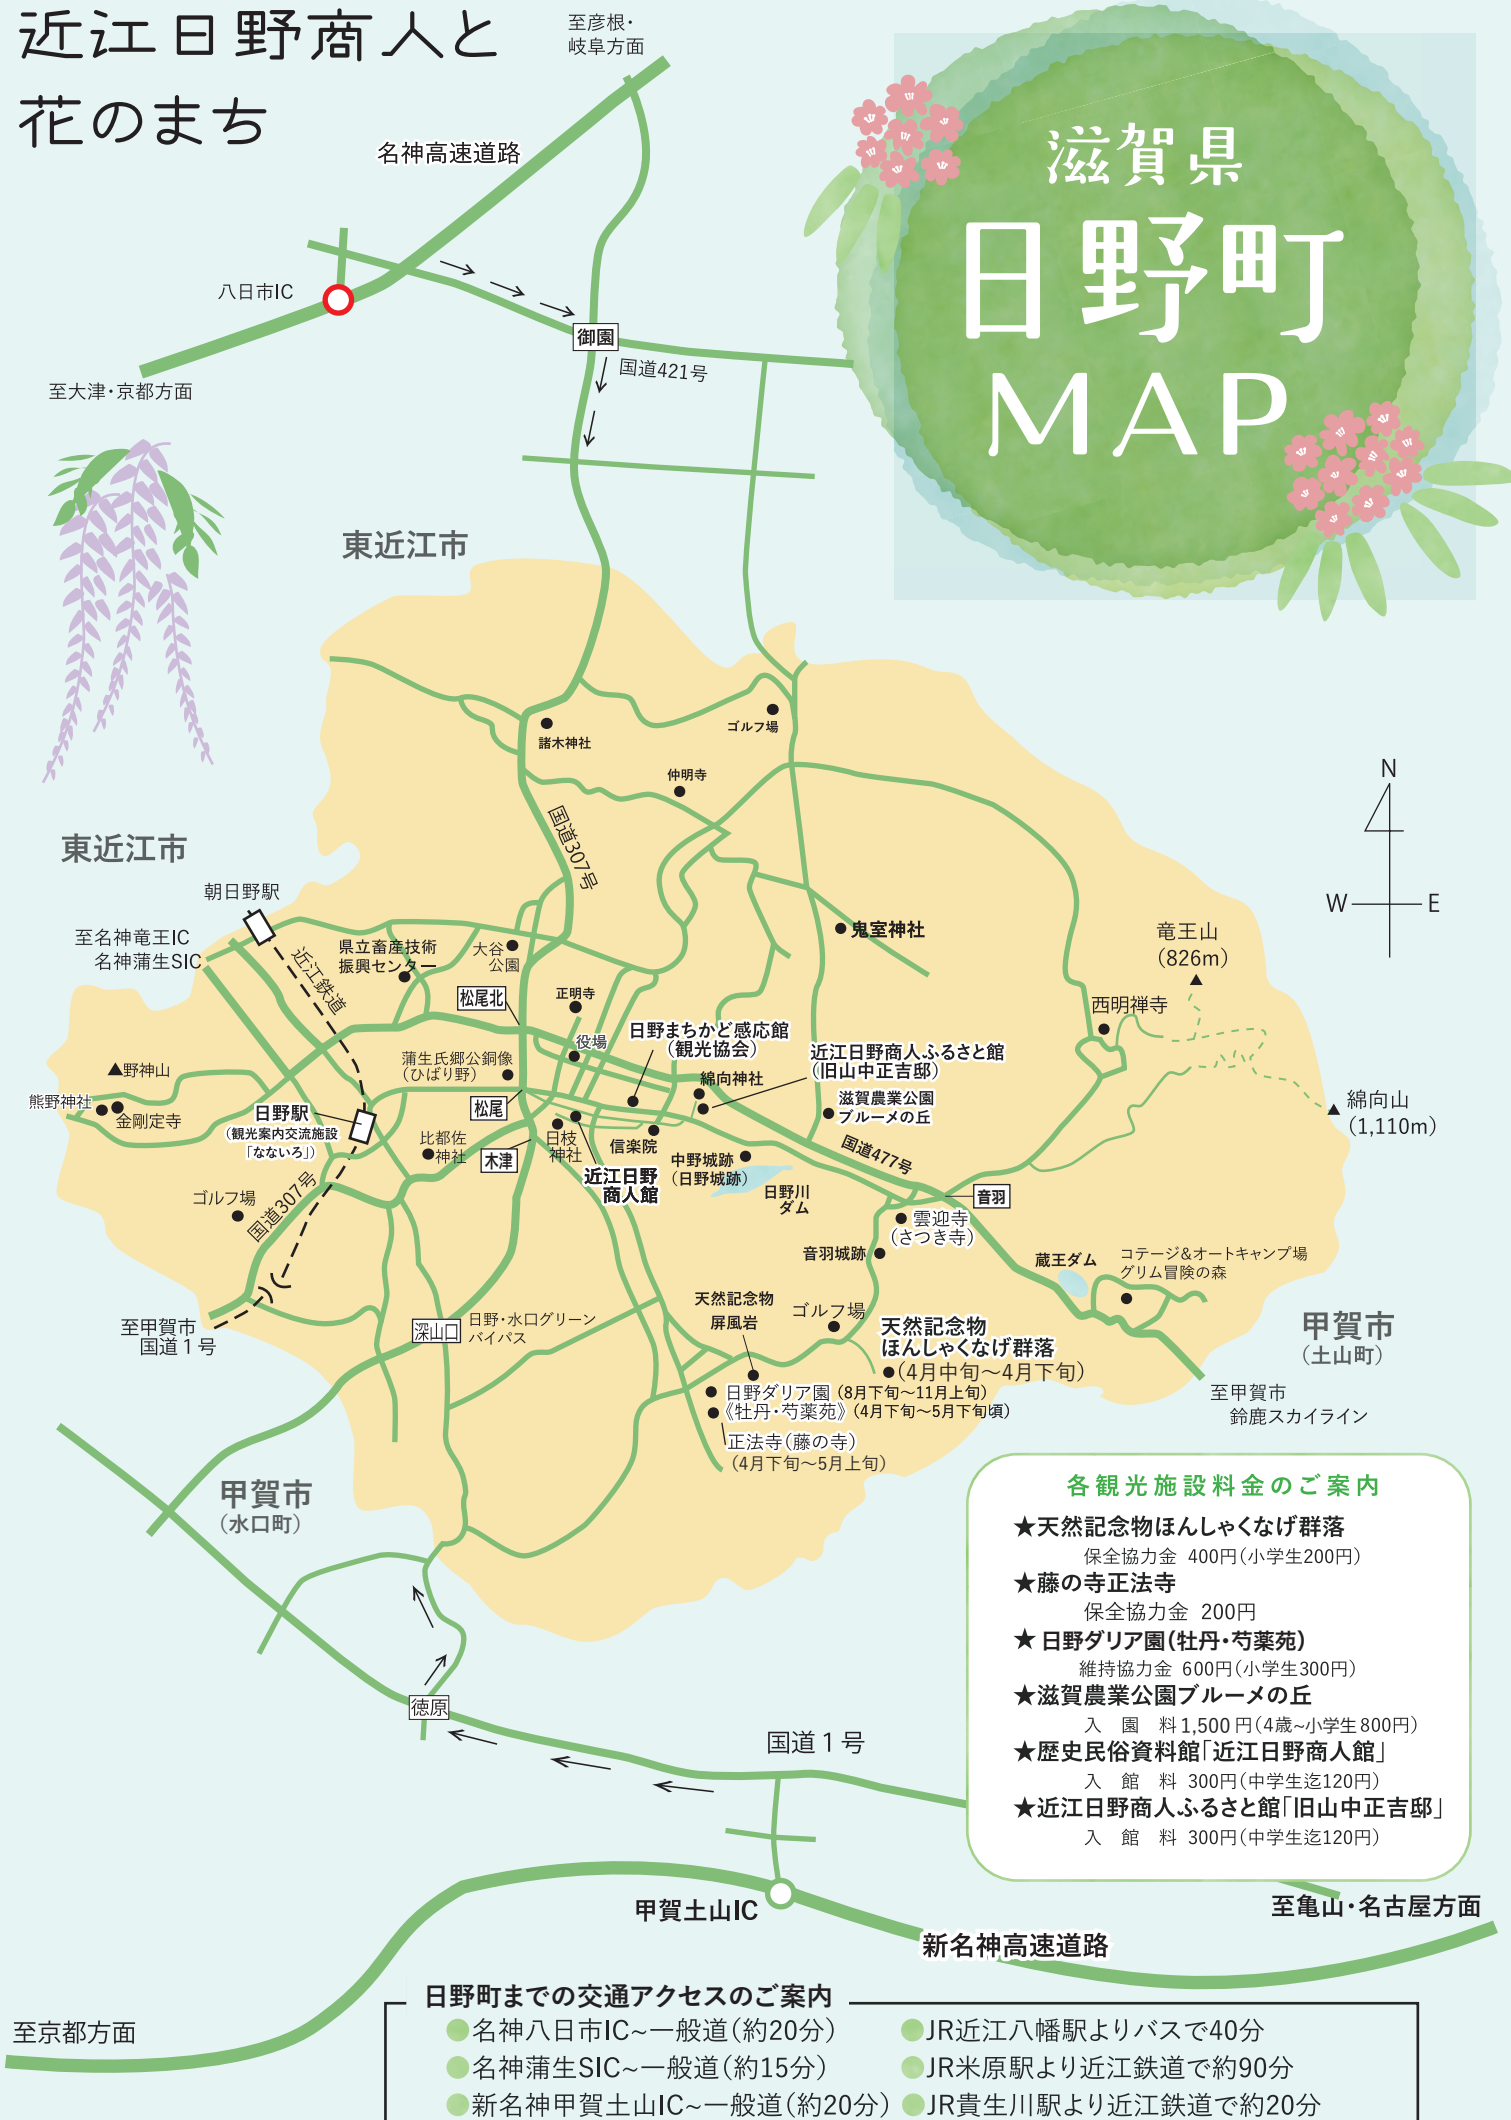 近江日野商人と
花のまち
至彦根・
岐阜方面
名神高速道路
滋賀県
日野町
MAP
八日市IC
御園
国道421号
至大津・京都方面
東近江市
諸木神社
ゴルフ場
仲明寺
国道307号
N
W
E
東近江市
朝日野駅
至名神竜王IC
名神蒲生SIC
近江鉄道
県立畜産技術
振興センター
大谷
公園
鬼室神社
竜王山
(826m)
西明禅寺
松尾北
正明寺
役場
日野まちかど感応館
(観光協会)
近江日野商人ふるさと館
(旧山中正吉邸)
蒲生氏郷公銅像
(ひばり野)
綿向神社
滋賀農業公園
ブルーメの丘
綿向山
(1,110m)
野神山
熊野神社
金剛定寺
日野駅
(観光案内交流施設
「なないろ」)
松尾
比都佐
神社
木津
日枝
神社
信楽院
近江日野
商人館
中野城跡
(日野城跡)
国道477号
日野川
ダム
音羽
ゴルフ場
国道307号
雲迎寺
(さつき寺)
音羽城跡
蔵王ダム
コテージ&オートキャンプ場
グリム冒険の森
至甲賀市
国道1号
深山口
日野・水口グリーン
バイパス
天然記念物
屏風岩
ゴルフ場
天然記念物
ほんしゃくなげ群落
(4月中旬〜4月下旬)
甲賀市
(土山町)
日野ダリア園(8月下旬〜11月上旬)
《牡丹・芍薬苑》(4月下旬〜5月下旬頃)
正法寺(藤の寺)
(4月下旬〜5月上旬)
至甲賀市
鈴鹿スカイライン
甲賀市
(水口町)
各観光施設料金のご案内
★天然記念物ほんしゃくなげ群落
保全協力金 400円(小学生200円)
★藤の寺正法寺
保全協力金 200円
★日野ダリア園(牡丹・芍薬苑)
維持協力金 600円(小学生300円)
★滋賀農業公園ブルーメの丘
入 園 料 1,500円(4歳~小学生800円)
★歴史民俗資料館「近江日野商人館」
入 館 料 300円(中学生迄120円)
★近江日野商人ふるさと館「旧山中正吉邸」
入 館 料 300円(中学生迄120円)
徳原
国道1号
甲賀土山IC
至亀山・名古屋方面
新名神高速道路
至京都方面
日野町までの交通アクセスのご案内
名神八日市IC~一般道(約20分)
名神蒲生SIC~一般道(約15分)
新名神甲賀土山IC~一般道(約20分)
JR近江八幡駅よりバスで40分
JR米原駅より近江鉄道で約90分
JR貴生川駅より近江鉄道で約20分